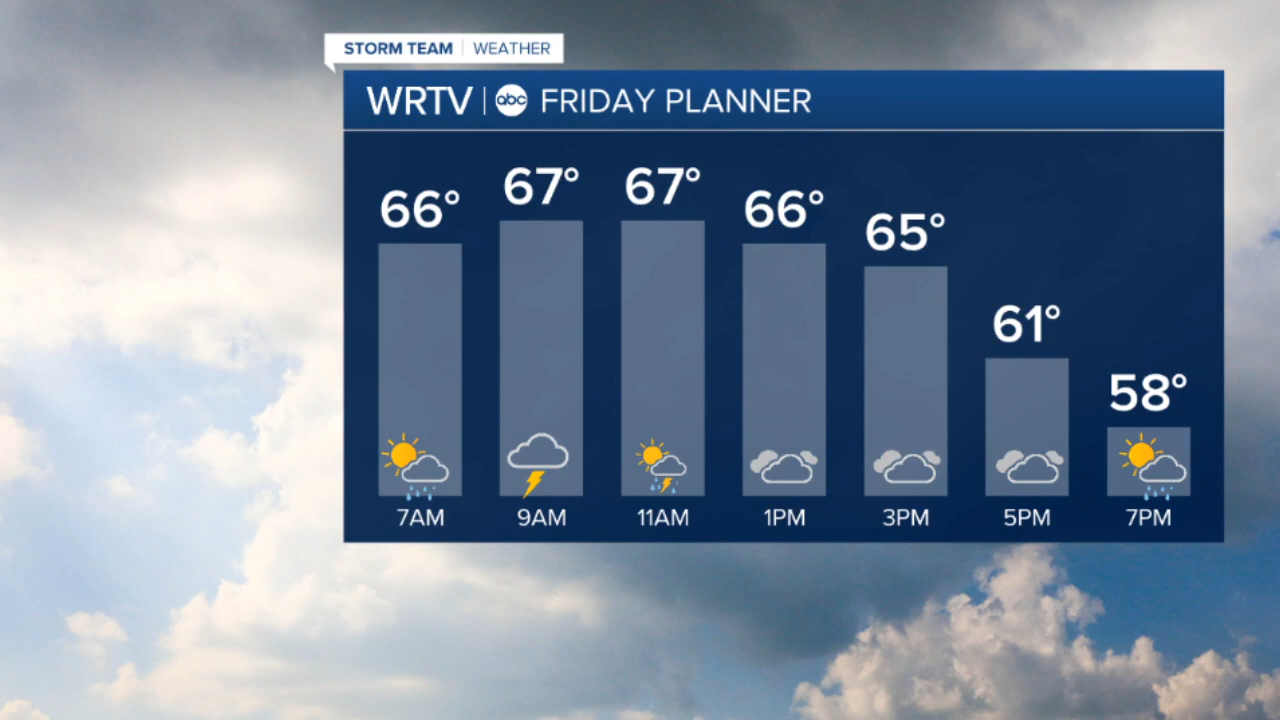 STORM TEAM | WEATHER
WRTV | abc FRIDAY PLANNER
66° 67° 67° 66° 65° 61° 58°
7AM 9AM 11AM 1PM 3PM 5PM 7PM